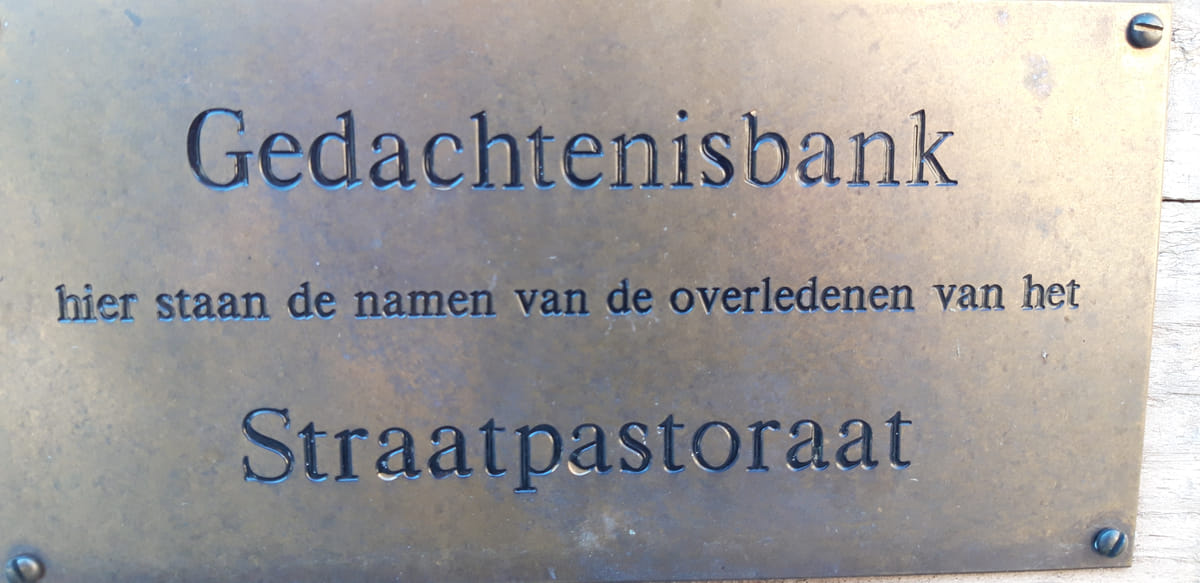 Gedachtenisbank
hier staan de namen van de overledenen van het
Straatpastoraat